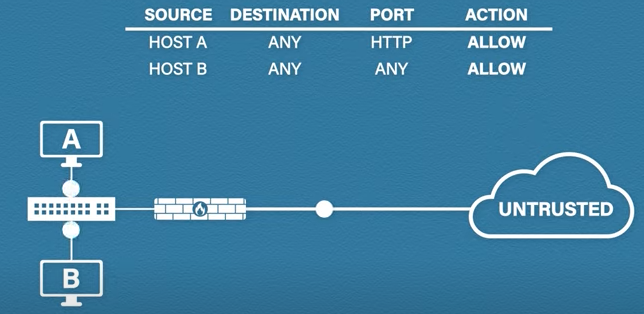 SOURCE DESTINATION PORT ACTION
HOST A ANY HTTP ALLOW
HOST B ANY ANY ALLOW
A
UNTRUSTED
B